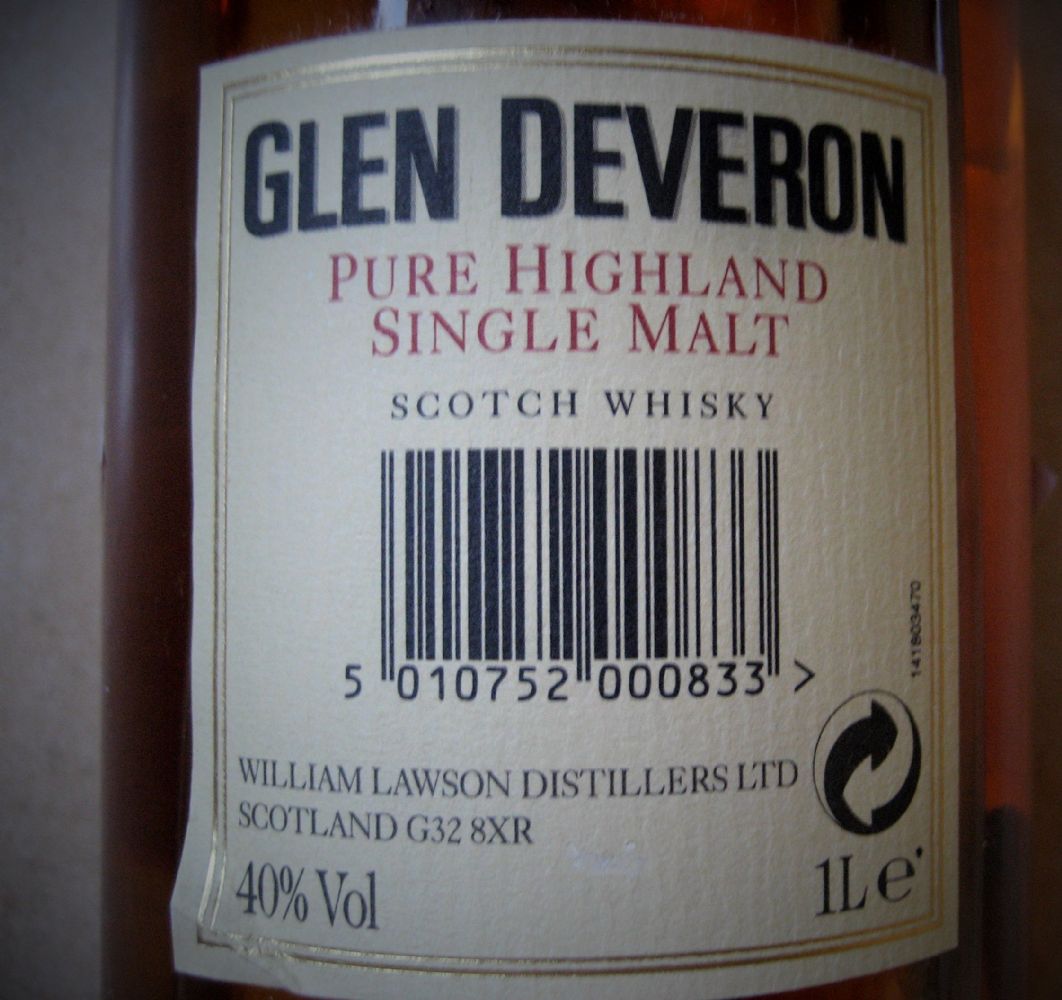 GLEN DEVERON
PURE HIGHLAND
SINGLE MALT
SCOTCH WHISKY
5 010752 000833 >
141803470
WILLIAM LAWSON DISTILLERS LTD
SCOTLAND G32 8XR
40% Vol
1L e